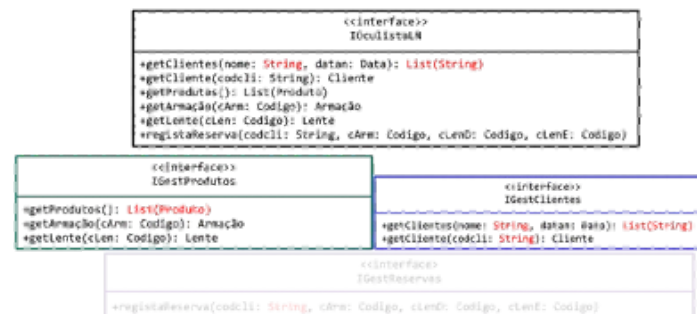 <<interface>>
IOculistaLN
+getClientes(nome: String, datan: Data): List(String)
+getCliente(codcli: String): Cliente
+getProdutos(): List(Produto)
+getArmação(cArm: Codigo): Armação
+getLente(cLen: Codigo): Lente
+registaReserva(codcli: String, cArm: Codigo, cLenD: Codigo, cLenE: Codigo)
<<interface>>
IGestProdutos
+getProdutos(): List(Produto)
+getArmação(cArm: Codigo): Armação
+getLente(cLen: Codigo): Lente
<<interface>>
IGestClientes
+getClientes(nome: String, datan: Data): List(String)
+getCliente(codcli: String): Cliente
<<interface>>
IGestReservas
+registaReserva(codcli: String, cArm: Codigo, cLenD: Codigo, cLenE: Codigo)